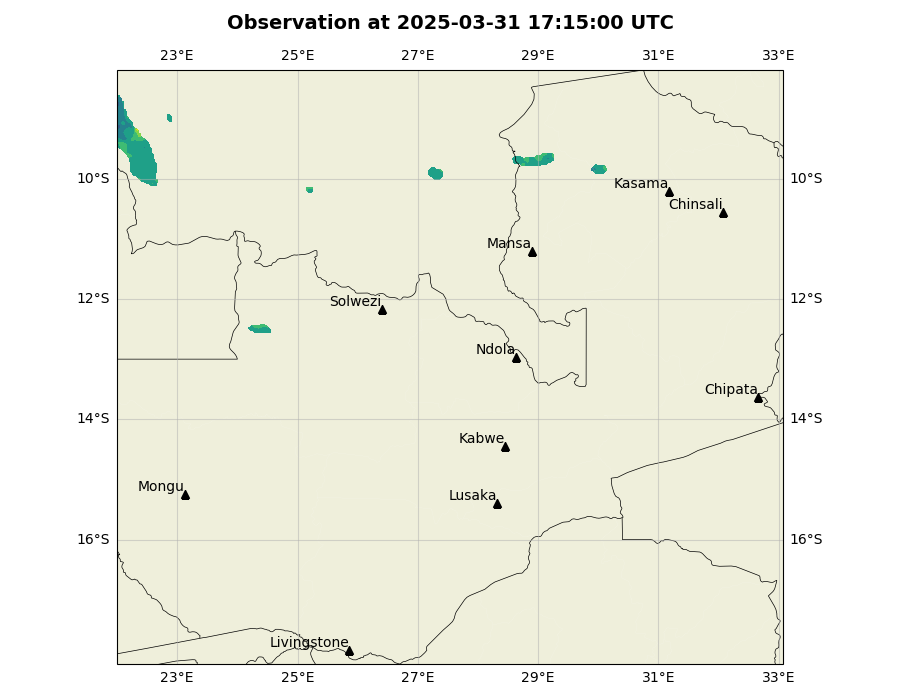 Observation at 2025-03-31 17:15:00 UTC
23°E 25°E 27°E 29°E 31°E 33°E
10°S 10°S
Kasama
Chinsali
Mansa
12°S 12°S
Solwezi
Ndola
Chipata
14°S 14°S
Kabwe
Mongu
Lusaka
16°S 16°S
Livingstone
23°E 25°E 27°E 29°E 31°E 33°E